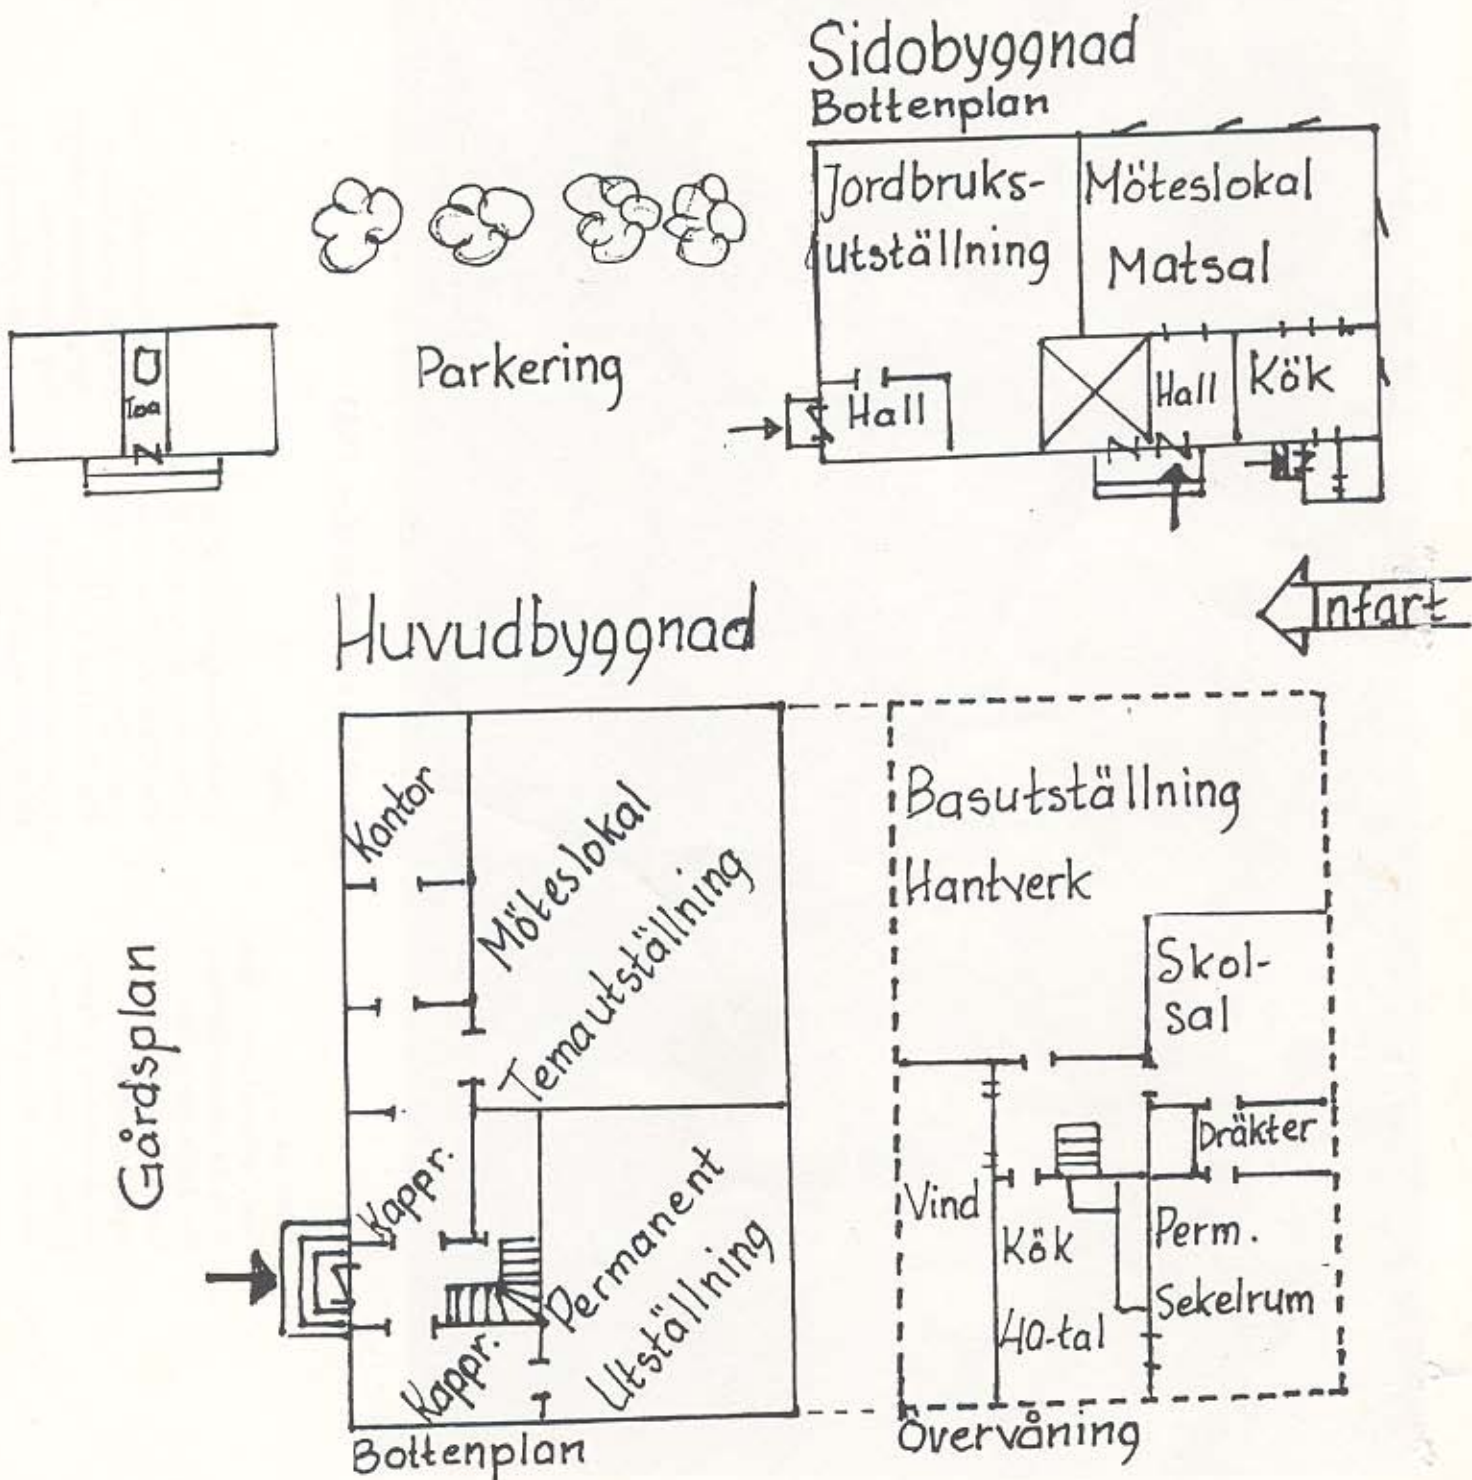 Sidobyggnad
Bottenplan
Jordbruks-
utställning
Möteslokal
Matsal
Hall
Hall
Kök
Parkering
Toa
Infart
Huvudbyggnad
Gårdsplan
Kontor
Möteslokal
Temautställning
Kappr.
Kappr.
Permanent
Utställning
Bottenplan
Basutställning
Hantverk
Skol-
sal
Dräkter
Vind
Kök
40-tal
Perm.
Sekelrum
Övervåning